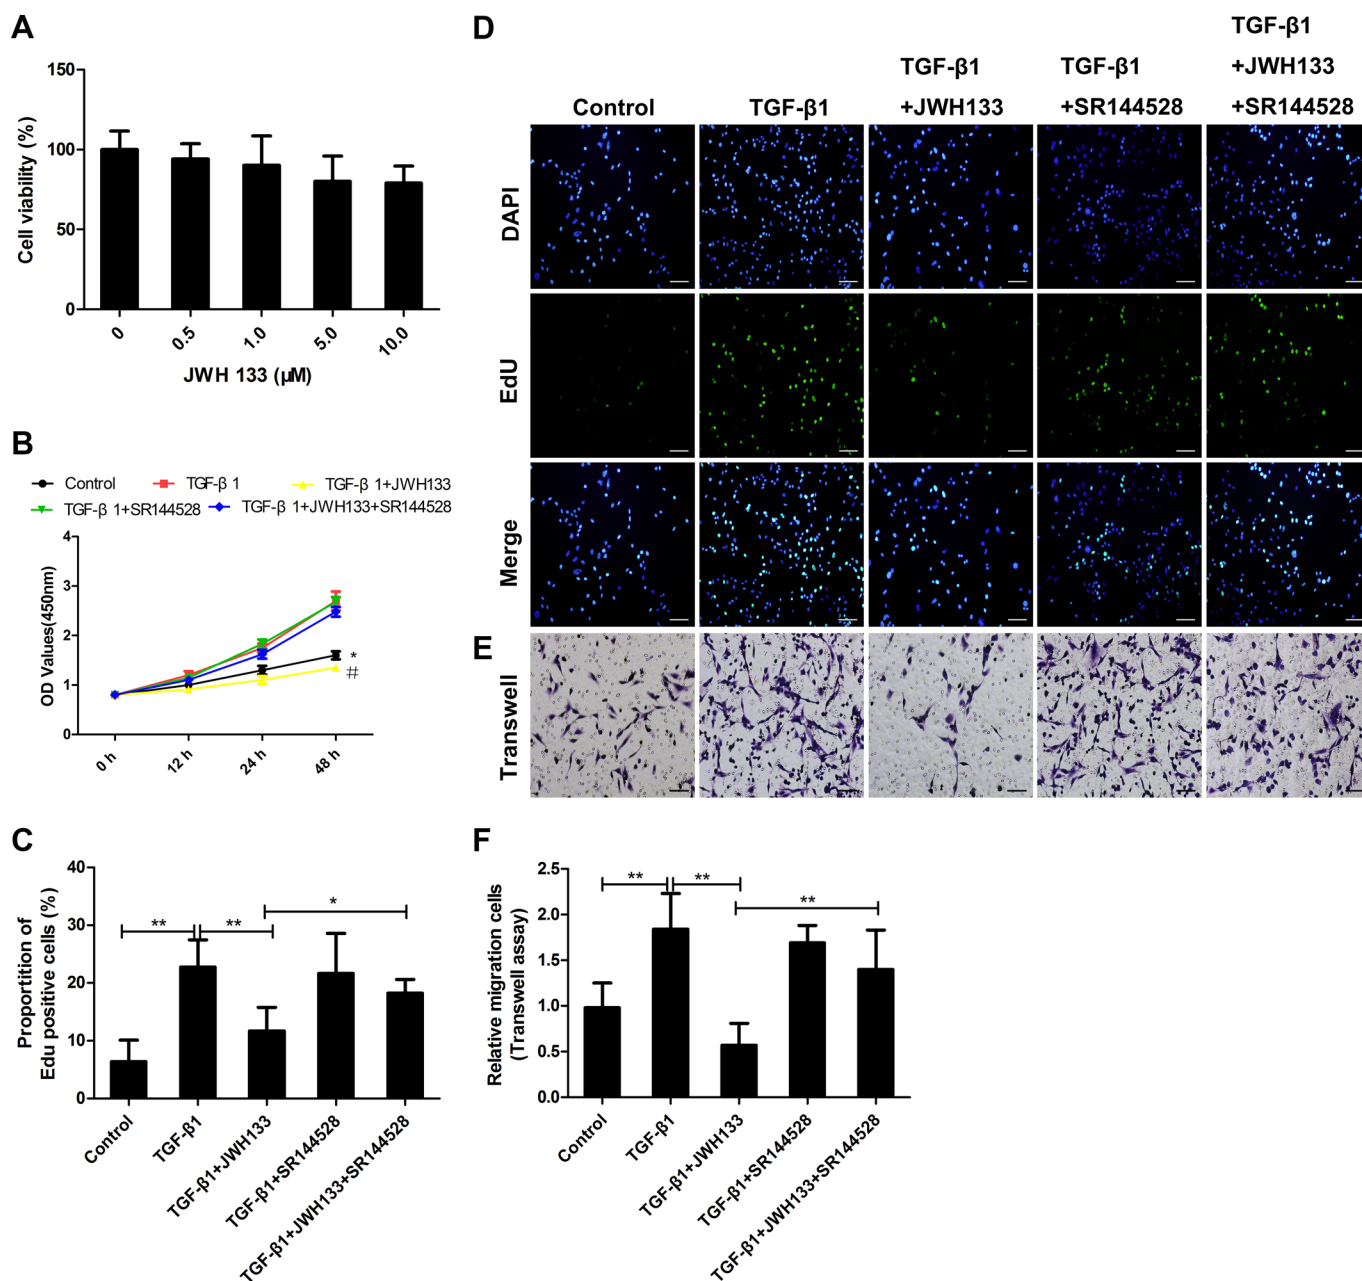 A
150
100
50
0
Cell viability (%)
0
0.5
1.0
5.0
10.0
JWH 133 (µM)
B
Control
TGF-β 1
TGF-β 1+JWH133
TGF-β 1+SR144528
TGF-β 1+JWH133+SR144528
4
3
2
1
0
OD Values(450nm)
*
#
0 h
12 h
24 h
48 h
C
40
30
20
10
0
Proportition of
Edu positive cells (%)
**
**
*
Control
TGF-β1
TGF-β1+JWH133
TGF-β1+SR144528
TGF-β1+JWH133+SR144528
D
Control
TGF-β1
TGF-β1
+JWH133
TGF-β1
+SR144528
TGF-β1
+JWH133
+SR144528
DAPI
EdU
Merge
E
Transwell
F
2.5
2.0
1.5
1.0
0.5
0.0
Relative migration cells
(Transwell assay)
**
**
**
Control
TGF-β1
TGF-β1+JWH133
TGF-β1+SR144528
TGF-β1+JWH133+SR144528